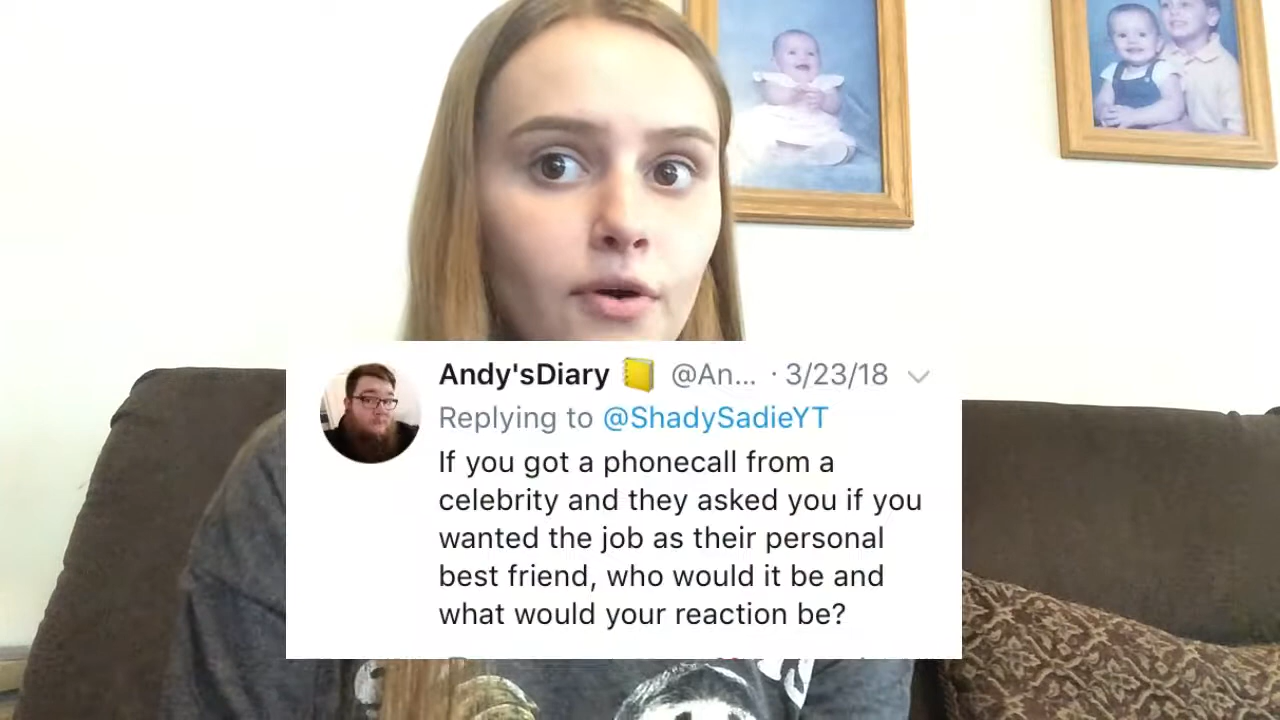 Andy'sDiary 📒 @An... · 3/23/18
Replying to @ShadySadieYT
If you got a phonecall from a
celebrity and they asked you if you
wanted the job as their personal
best friend, who would it be and
what would your reaction be?